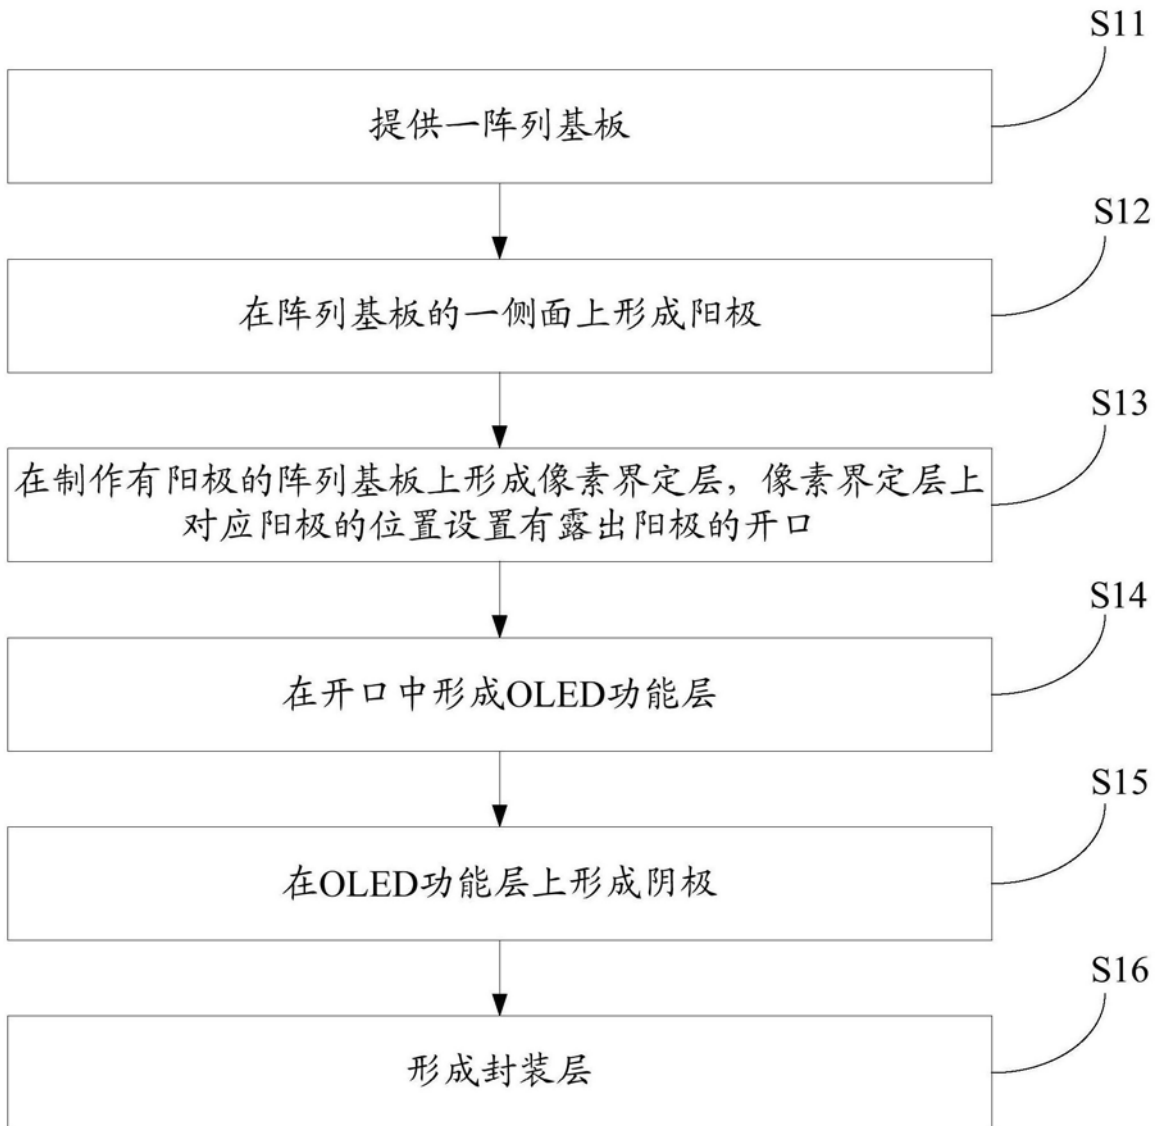 S11
提供一阵列基板
S12
在阵列基板的一侧面上形成阳极
S13
在制作有阳极的阵列基板上形成像素界定层，像素界定层上
对应阳极的位置设置有露出阳极的开口
S14
在开口中形成OLED功能层
S15
在OLED功能层上形成阴极
S16
形成封装层